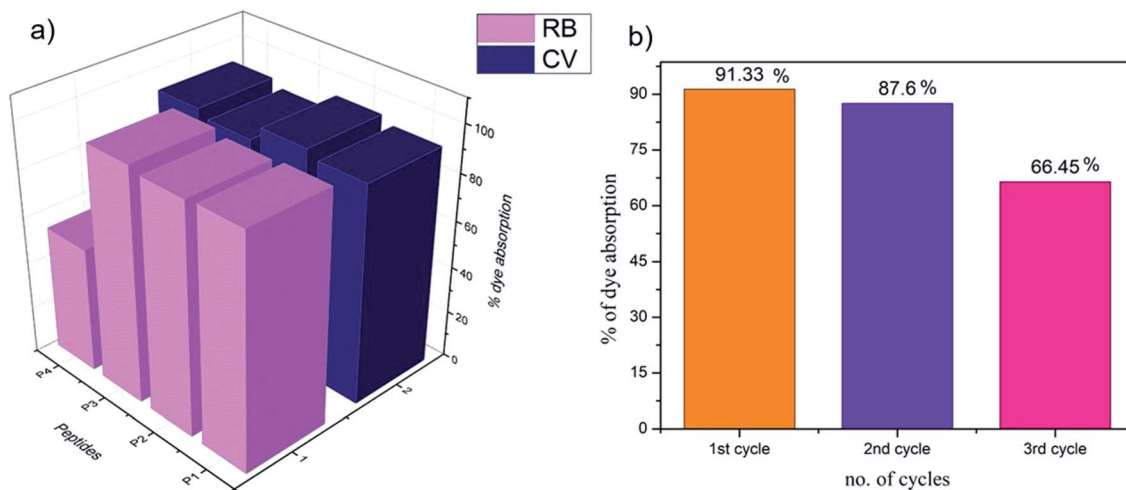 a)
RB
CV
100
80
60
40
20
0
% dye absorption
P4
P3
P2
P1
Peptides
1
2
b)
91.33 %
87.6 %
66.45 %
90
75
60
45
30
15
0
% of dye absorption
1st cycle
2nd cycle
3rd cycle
no. of cycles